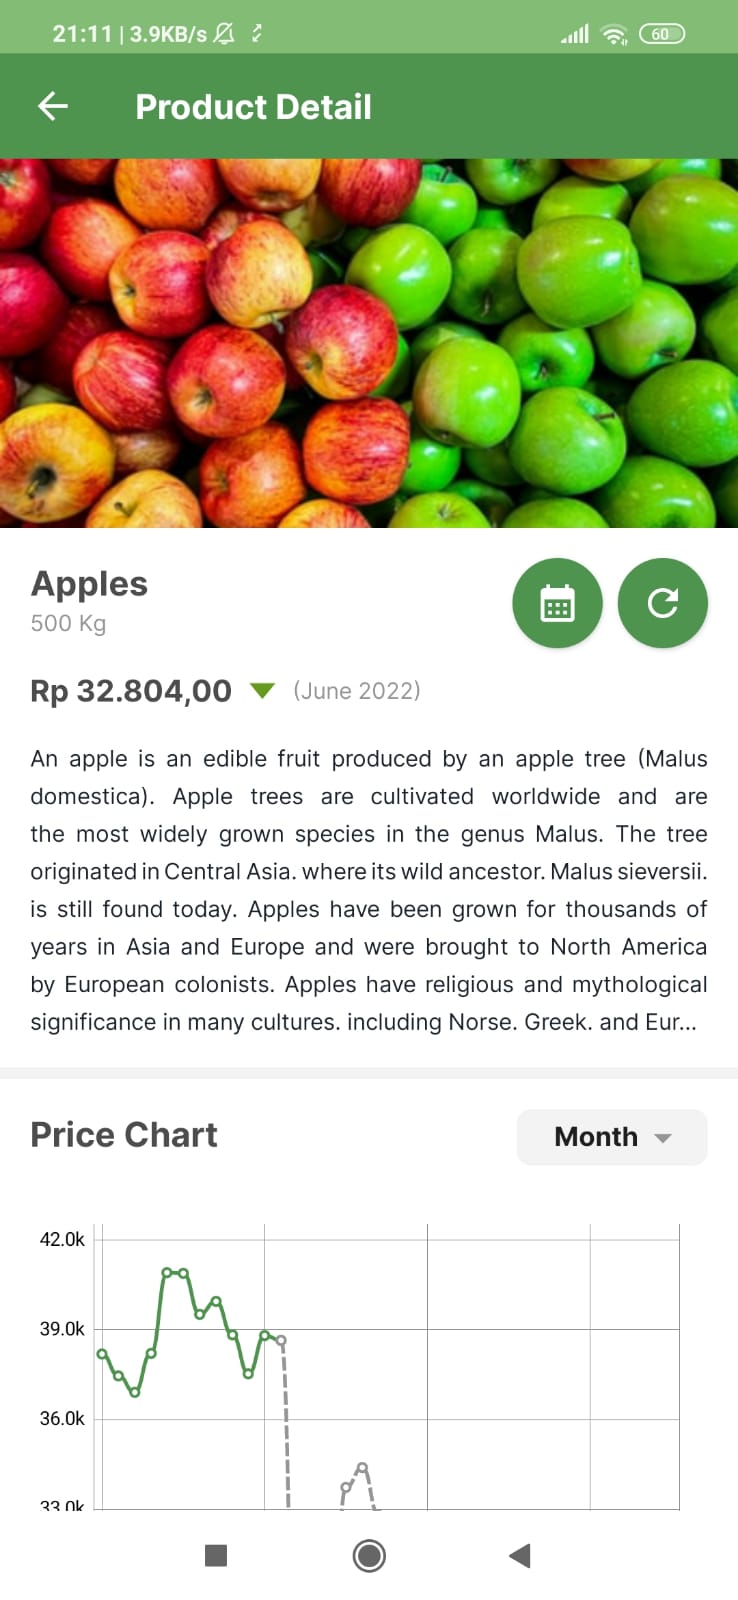 21:11 | 3.9KB/s
60
Product Detail
Apples
500 Kg
Rp 32.804,00 (June 2022)
An apple is an edible fruit produced by an apple tree (Malus
domestica). Apple trees are cultivated worldwide and are
the most widely grown species in the genus Malus. The tree
originated in Central Asia. where its wild ancestor. Malus sieversii.
is still found today. Apples have been grown for thousands of
years in Asia and Europe and were brought to North America
by European colonists. Apples have religious and mythological
significance in many cultures. including Norse. Greek. and Eur...
Price Chart
Month
42.0k
39.0k
36.0k
33.0k